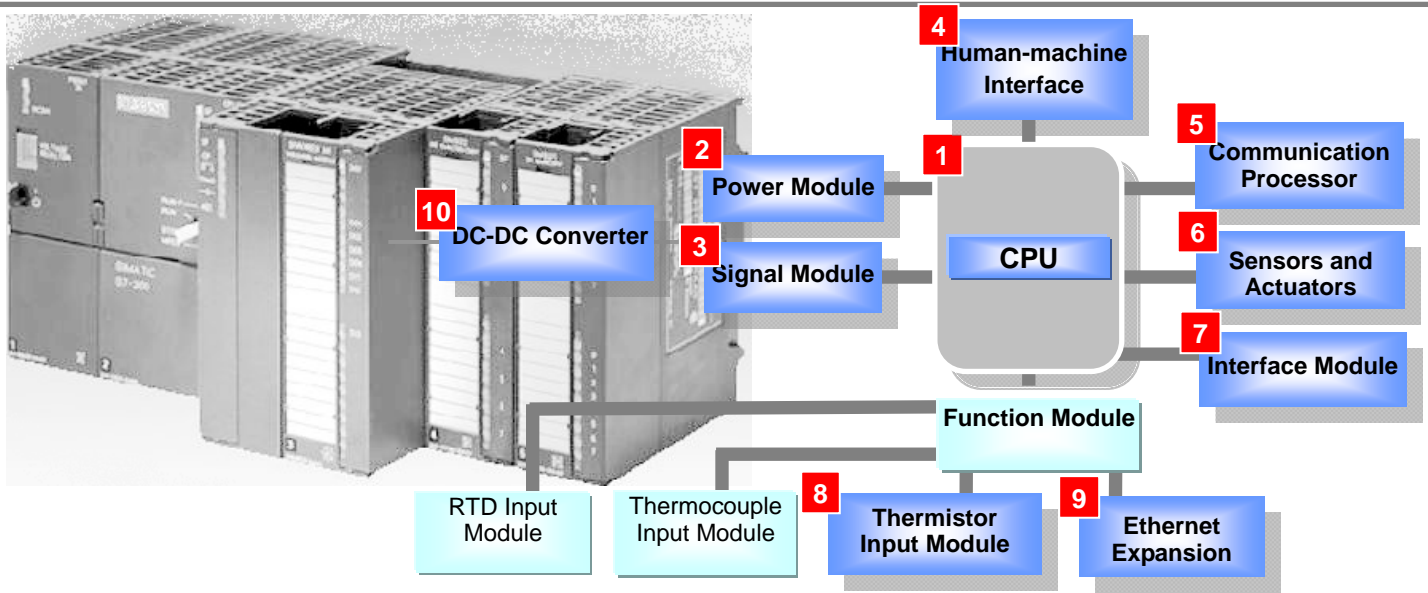 4
Human-machine
Interface
5
Communication
Processor
2
Power Module
1
10
DC-DC Converter
3
Signal Module
CPU
6
Sensors and
Actuators
7
Interface Module
Function Module
RTD Input
Module
Thermocouple
Input Module
8
Thermistor
Input Module
9
Ethernet
Expansion
SIEMENS
SIMATIC
S7-300